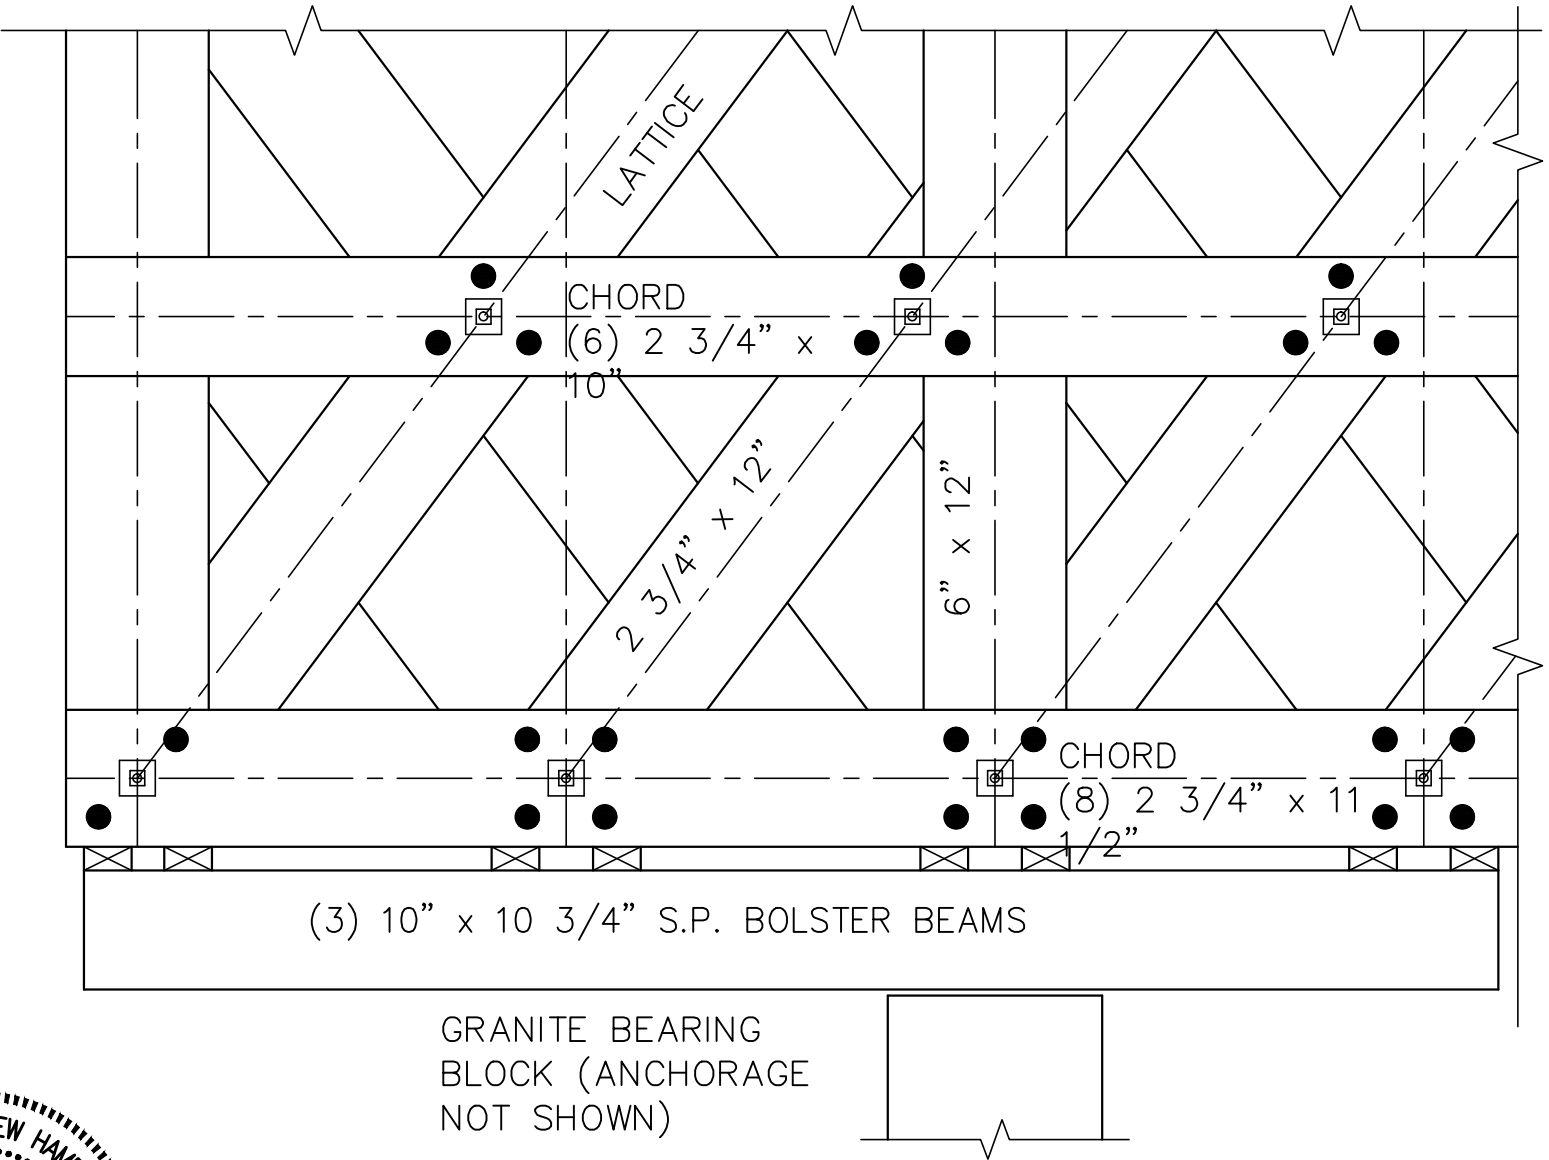 LATTICE
CHORD
(6) 2 3/4" x
10"
2 3/4" x 12"
6" x 12"
CHORD
(8) 2 3/4" x 11
1/2"
(3) 10" x 10 3/4" S.P. BOLSTER BEAMS
GRANITE BEARING
BLOCK (ANCHORAGE
NOT SHOWN)